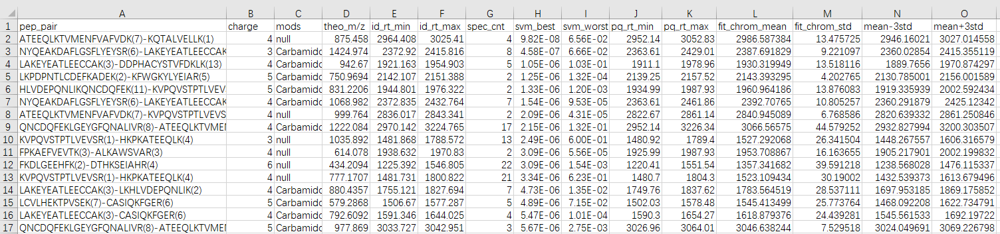 A B C D E F G H I J K L M N O
1 pep_pair charge mods theo_m/z id_rt_min id_rt_max spec_cnt svm_best svm_worst pq_rt_min pq_rt_max fit_chrom_mean fit_chrom_std mean-3std mean+3std
2 ATEEQLKTVMENFVAFVDK(7)-KQTALVELLK(1) 4 null 875.458 2964.408 3025.41 4 9.82E-08 6.56E-02 2952.14 3052.83 2986.587384 13.475725 2946.16021 3027.014558
3 NYQEAKDAFLGSFLYEYSR(6)-LAKEYEATLEECCAK 3 Carbamido 1424.974 2372.92 2415.816 8 4.58E-07 6.66E-02 2363.61 2429.01 2387.691829 9.221097 2360.02854 2415.355119
4 LAKEYEATLEECCAK(3)-DDPHACYSTVFDKLK(13) 4 Carbamido 942.67 1921.163 1954.903 5 1.05E-06 1.03E-01 1911.1 1978.96 1930.319949 13.518116 1889.7656 1970.874297
5 LKPDPNTLCDEFKADEK(2)-KFWGKYLYEIAR(5) 5 Carbamido 750.9694 2142.107 2151.388 2 1.25E-06 1.32E-04 2139.25 2157.52 2143.393295 4.202765 2130.785001 2156.001589
6 HLVDEPQNLIKQNCDQFEK(11)-KVPQVSTPTLVEV 5 Carbamido 831.2206 1944.801 1976.322 2 1.33E-06 1.20E-03 1934.99 1987.93 1960.964186 13.876083 1919.335939 2002.592434
7 NYQEAKDAFLGSFLYEYSR(6)-LAKEYEATLEECCAK 4 Carbamido 1068.982 2372.835 2432.764 7 1.54E-06 9.53E-05 2363.61 2461.86 2392.70765 10.805257 2360.291879 2425.12342
8 ATEEQLKTVMENFVAFVDK(7)-KVPQVSTPTLVEVS 4 null 999.764 2836.017 2843.341 2 2.09E-06 4.31E-05 2822.67 2861.14 2840.945089 6.768586 2820.639332 2861.250846
9 QNCDQFEKLGEYGFQNALIVR(8)-ATEEQLKTVME 4 Carbamido 1222.084 2970.142 3224.765 17 2.15E-06 1.32E-01 2952.14 3226.34 3066.56575 44.579252 2932.827994 3200.303507
10 KVPQVSTPTLVEVSR(1)-HKPKATEEQLK(4) 3 null 1035.892 1481.868 1788.572 13 2.49E-06 6.00E-01 1480.92 1789.4 1527.292068 26.341504 1448.267557 1606.316579
11 FPKAEFVEVTK(3)-ALKAWSVAR(3) 4 null 614.078 1938.632 1970.83 2 3.09E-06 5.56E-05 1925.99 1987.93 1953.708867 16.163655 1905.217901 2002.199832
12 FKDLGEEHFK(2)-DTHKSEIAHR(4) 6 null 434.2094 1225.392 1546.805 22 3.09E-06 1.54E-03 1220.41 1551.54 1357.341682 39.591218 1238.568028 1476.115337
13 KVPQVSTPTLVEVSR(1)-HKPKATEEQLK(4) 4 null 777.1707 1481.731 1800.822 21 3.34E-06 6.23E-01 1480.7 1804.3 1523.109434 30.19002 1432.539373 1613.679496
14 LAKEYEATLEECCAK(3)-LKHLVDEPQNLIK(2) 4 Carbamido 880.4357 1755.121 1827.694 7 4.73E-06 1.35E-02 1749.76 1837.62 1783.564519 28.537111 1697.953185 1869.175852
15 LCVLHEKTPVSEK(7)-CASIQKFGER(6) 5 Carbamido 579.2868 1506.67 1577.287 5 4.89E-06 7.15E-02 1502.03 1578.48 1545.413499 25.773764 1468.092208 1622.734791
16 LAKEYEATLEECCAK(3)-CASIQKFGER(6) 4 Carbamido 792.6092 1591.346 1644.025 4 5.47E-06 1.01E-04 1590.3 1654.27 1618.879376 24.439281 1545.561533 1692.19722
17 QNCDQFEKLGEYGFQNALIVR(8)-ATEEQLKTVME 5 Carbamido 977.869 3033.727 3042.951 3 5.67E-06 2.75E-03 3026.96 3064.01 3046.638244 7.529518 3024.049691 3069.226798